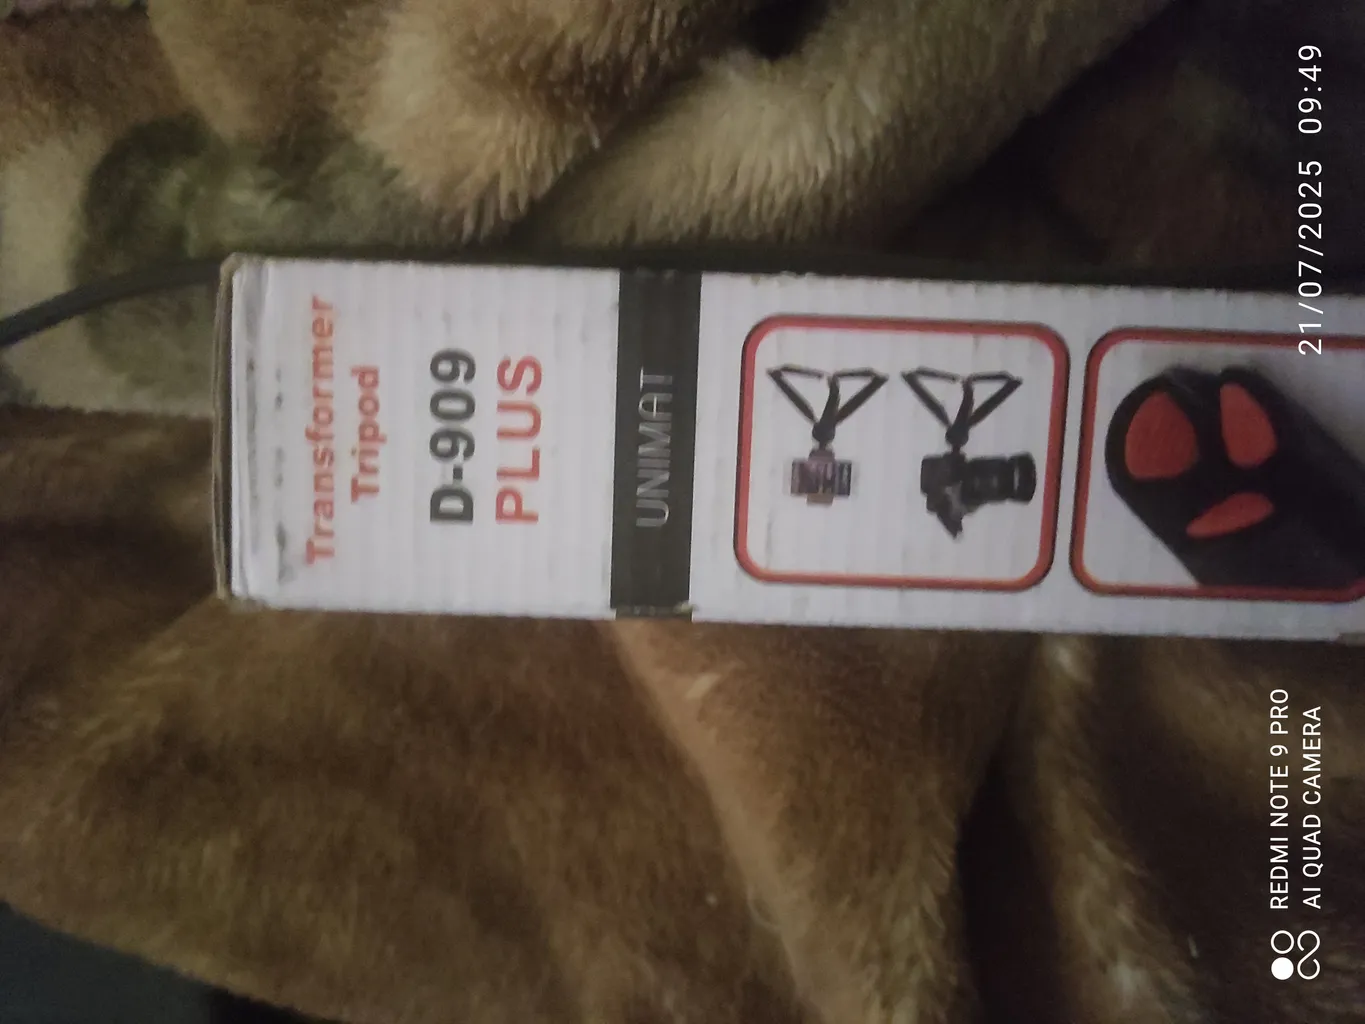 Transformer
Tripod
D-909
PLUS
UNIMAT
21/07/2025 09:49
REDMI NOTE 9 PRO
AI QUAD CAMERA